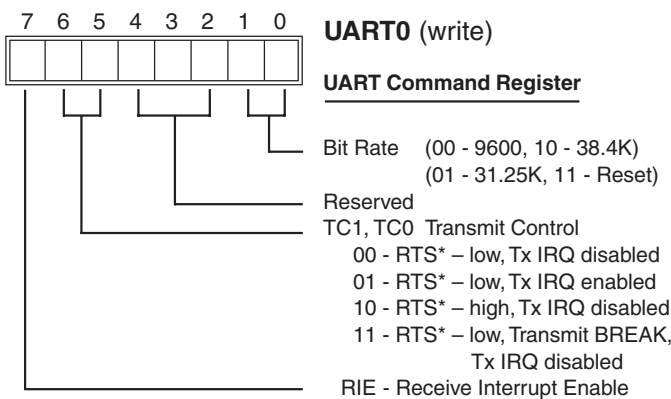 7 6 5 4 3 2 1 0
UART0 (write)
UART Command Register
Bit Rate (00 - 9600, 10 - 38.4K)
(01 - 31.25K, 11 - Reset)
Reserved
TC1, TC0 Transmit Control
00 - RTS* – low, Tx IRQ disabled
01 - RTS* – low, Tx IRQ enabled
10 - RTS* – high, Tx IRQ disabled
11 - RTS* – low, Transmit BREAK,
Tx IRQ disabled
RIE - Receive Interrupt Enable